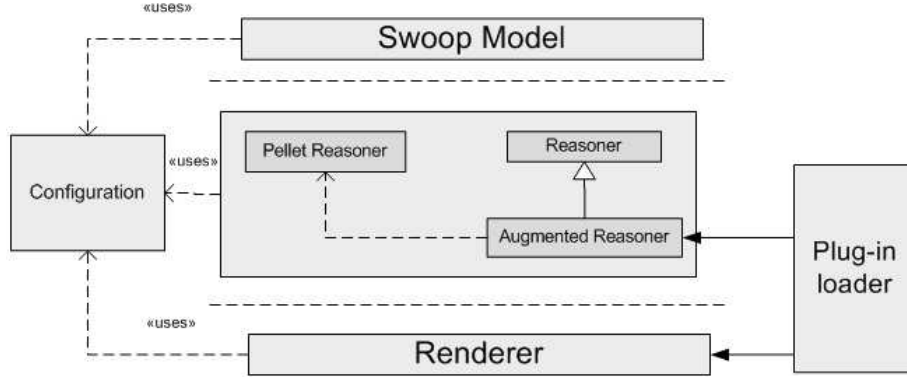 «uses»
Swoop Model
Pellet Reasoner
Reasoner
«uses»
Configuration
Augmented Reasoner
Plug-in
loader
«uses»
Renderer